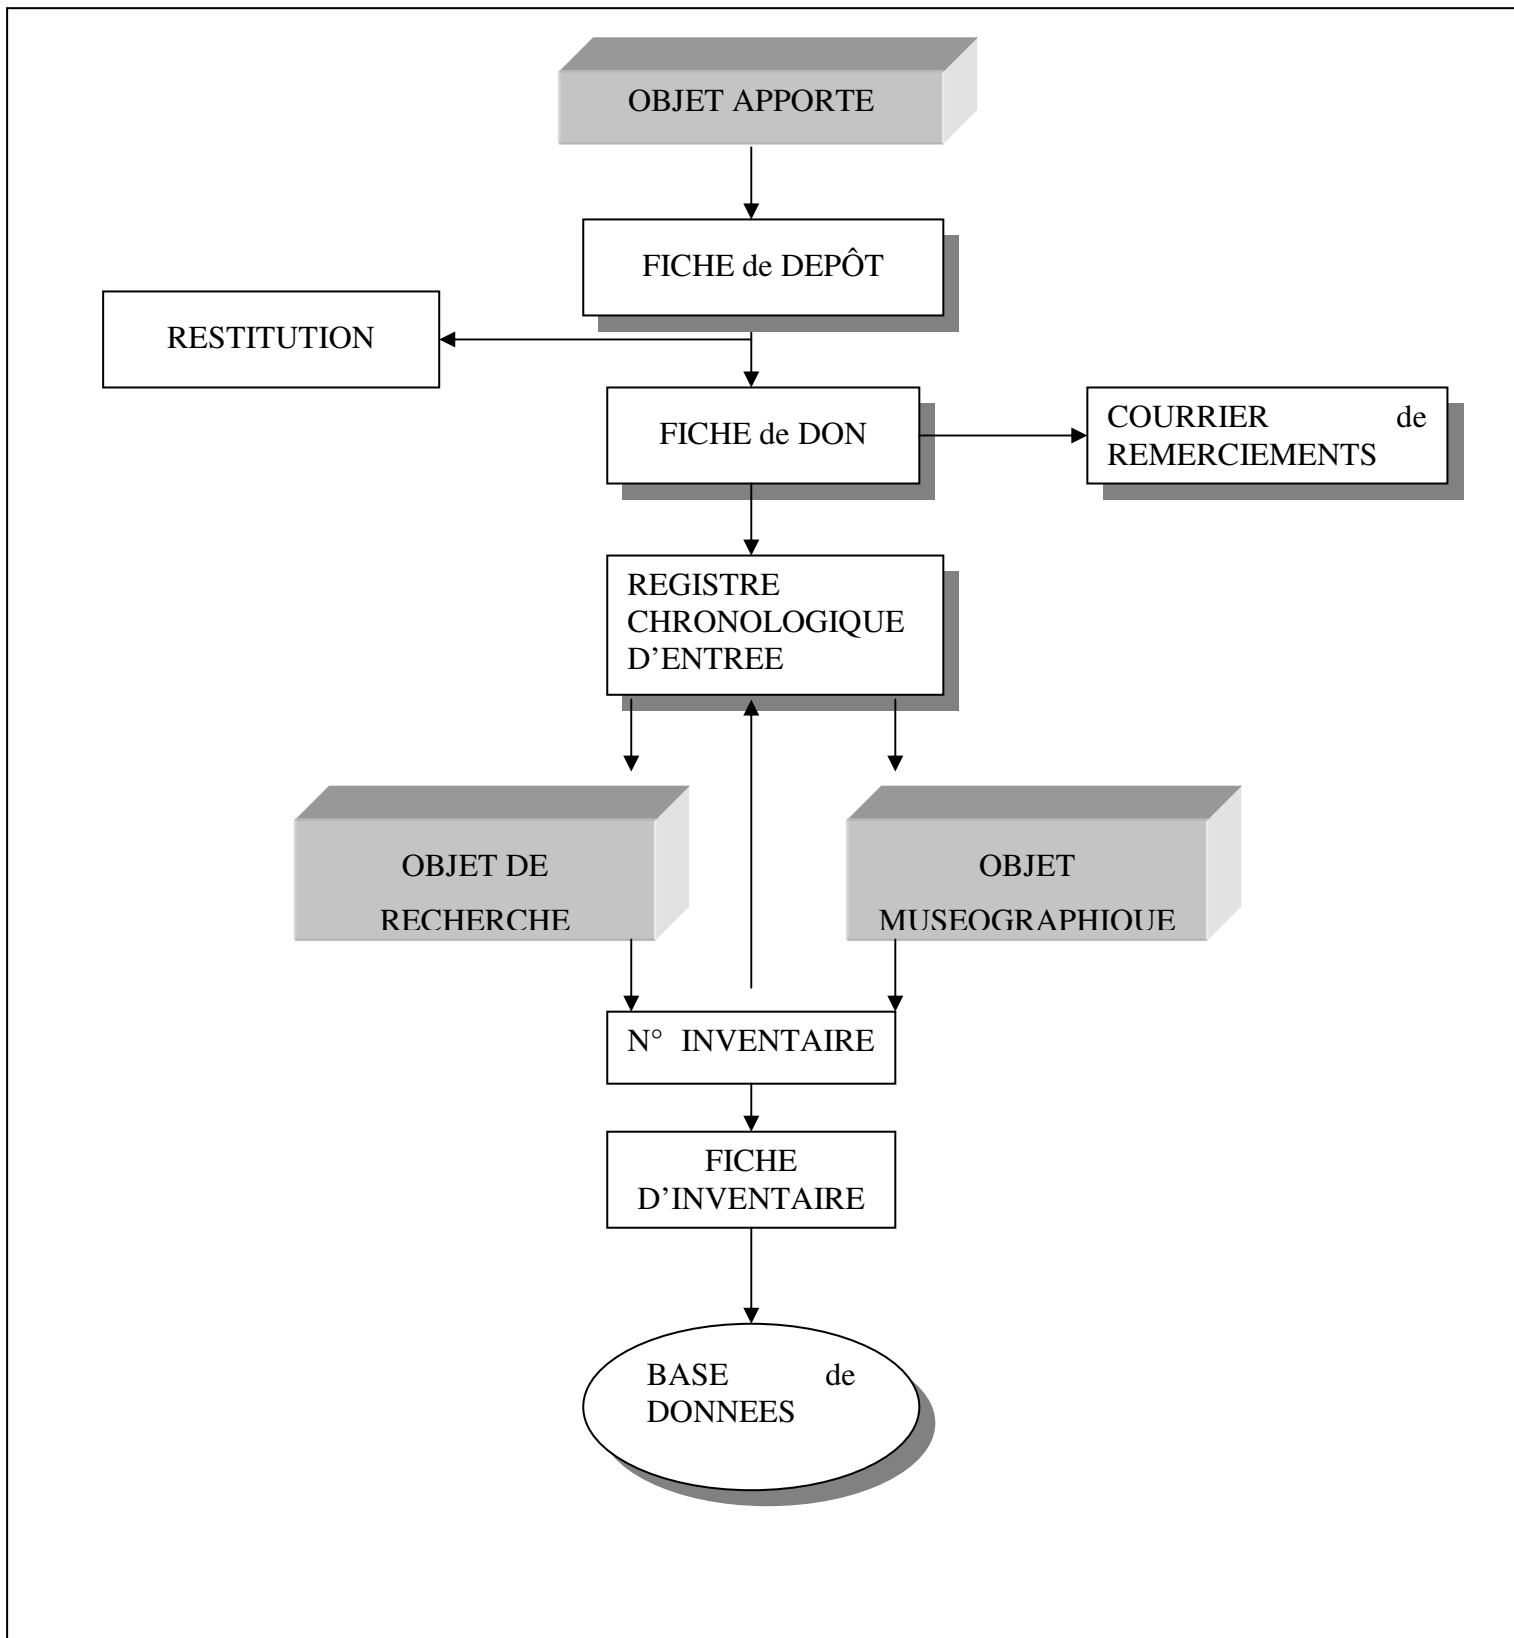 OBJET APPORTE
FICHE de DEPÔT
RESTITUTION
FICHE de DON
COURRIER de
REMERCIEMENTS
REGISTRE
CHRONOLOGIQUE
D’ENTREE
OBJET DE
RECHERCHE
OBJET
MUSEOGRAPHIQUE
N° INVENTAIRE
FICHE
D’INVENTAIRE
BASE de
DONNEES